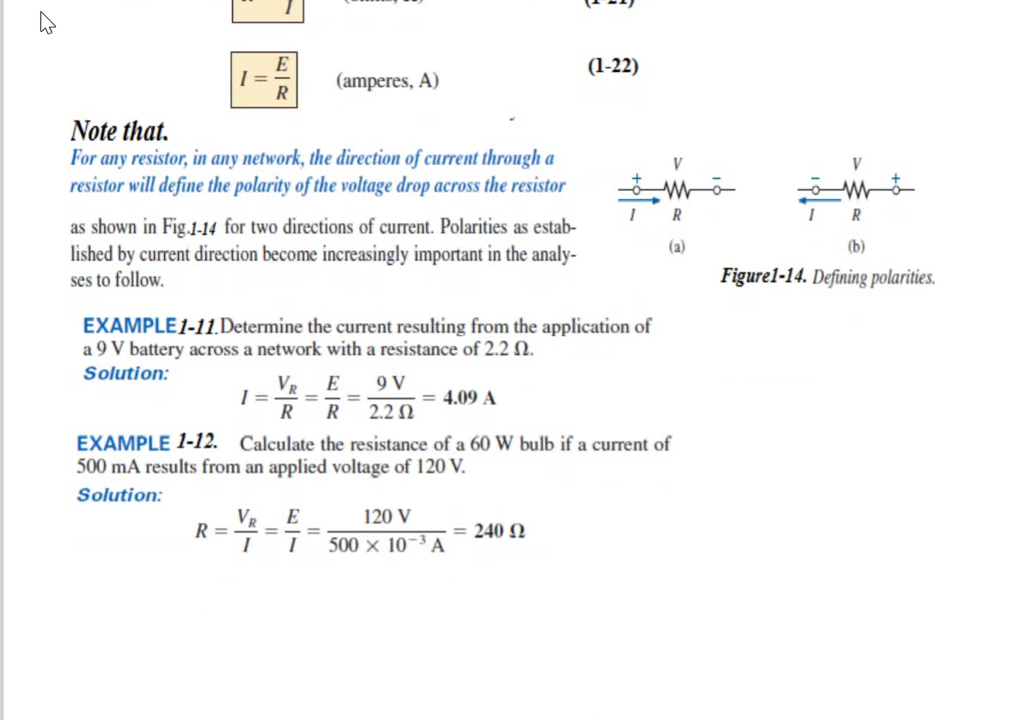 I
(1-21)
I = E/R (amperes, A) (1-22)
Note that.
For any resistor, in any network, the direction of current through a
resistor will define the polarity of the voltage drop across the resistor
as shown in Fig.1-14 for two directions of current. Polarities as estab-
lished by current direction become increasingly important in the analy-
ses to follow.
V
+ −
I R
(a)
V
− +
I R
(b)
Figure1-14. Defining polarities.
EXAMPLE1-11.Determine the current resulting from the application of
a 9 V battery across a network with a resistance of 2.2 Ω.
Solution:
I = V_R/R = E/R = 9 V/2.2 Ω = 4.09 A
EXAMPLE 1-12. Calculate the resistance of a 60 W bulb if a current of
500 mA results from an applied voltage of 120 V.
Solution:
R = V_R/I = E/I = 120 V/500 × 10⁻³ A = 240 Ω